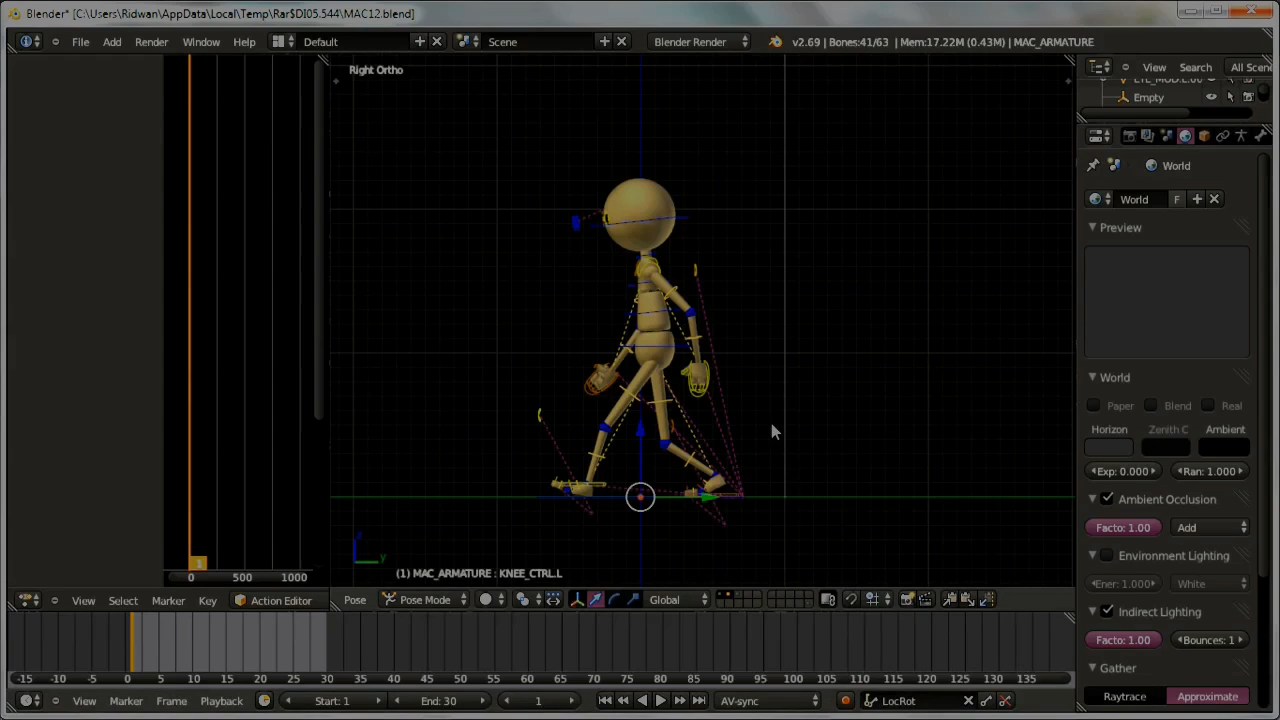 Blender* [C:\Users\Ridwan\AppData\Local\Temp\Rar$DI05.544\MAC12.blend]
File Add Render Window Help Default Scene Blender Render v2.69 | Bones:41/63 | Mem:17.22M (0.43M) | MAC_ARMATURE
Right Ortho
View Search All Scene
Empty
World
World F
Preview
World
Paper Blend Real
Horizon Zenith C Ambient
Exp: 0.000 Ran: 1.000
Ambient Occlusion
Facto: 1.00 Add
Environment Lighting
Ener: 1.000 White
Indirect Lighting
Facto: 1.00 Bounces: 1
Gather
Raytrace Approximate
z
y
1
0 500 1000
(1) MAC_ARMATURE : KNEE_CTRL.L
View Select Marker Key Action Editor Pose Pose Mode Global
-15 -10 -5 0 5 10 15 20 25 30 35 40 45 50 55 60 65 70 75 80 85 90 95 100 105 110 115 120 125 130 135
View Marker Frame Playback Start: 1 End: 30 1 AV-sync LocRot